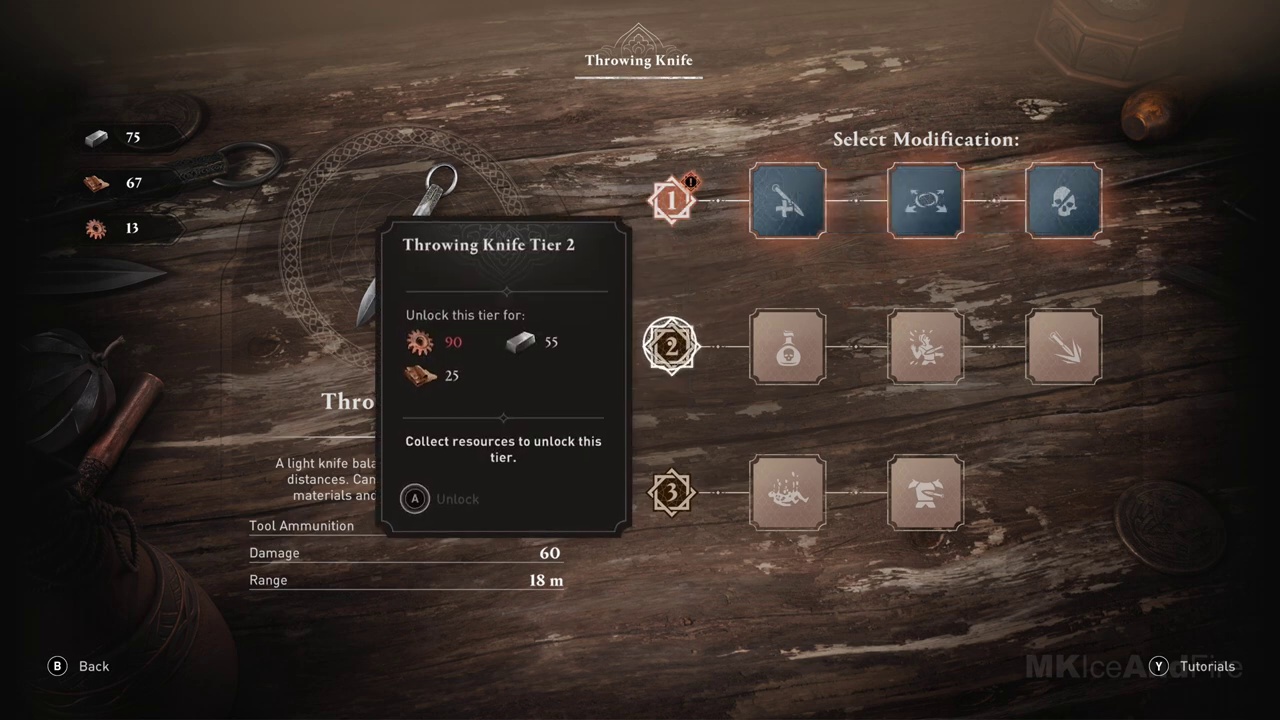 Throwing Knife
75
67
13
Select Modification:
1
Throwing Knife Tier 2
Unlock this tier for:
90 55
25
Collect resources to unlock this
tier.
A Unlock
2
3
Thro
A light knife bala
distances. Can
materials and
Tool Ammunition
Damage 60
Range 18 m
B Back
Y Tutorials
MKIceAndFire